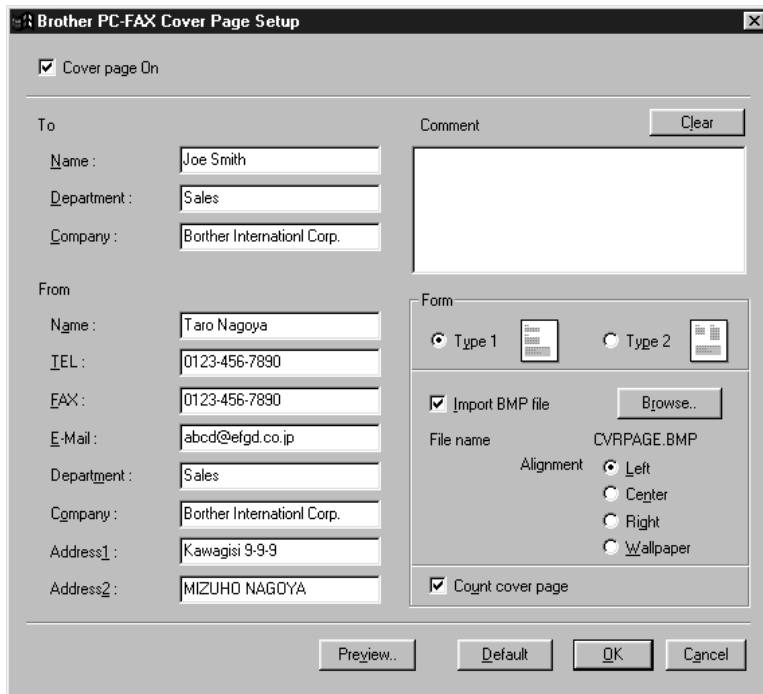 Brother PC-FAX Cover Page Setup
Cover page On
To
Name : Joe Smith
Department : Sales
Company : Borther Internationl Corp.
From
Name : Taro Nagoya
TEL : 0123-456-7890
FAX : 0123-456-7890
E-Mail : abcd@efgd.co.jp
Department : Sales
Company : Borther Internationl Corp.
Address1 : Kawagisi 9-9-9
Address2 : MIZUHO NAGOYA
Comment Clear
Form
Type 1 Type 2
Import BMP file Browse..
File name CVRPAGE.BMP
Alignment Left
Center
Right
Wallpaper
Count cover page
Preview.. Default OK Cancel